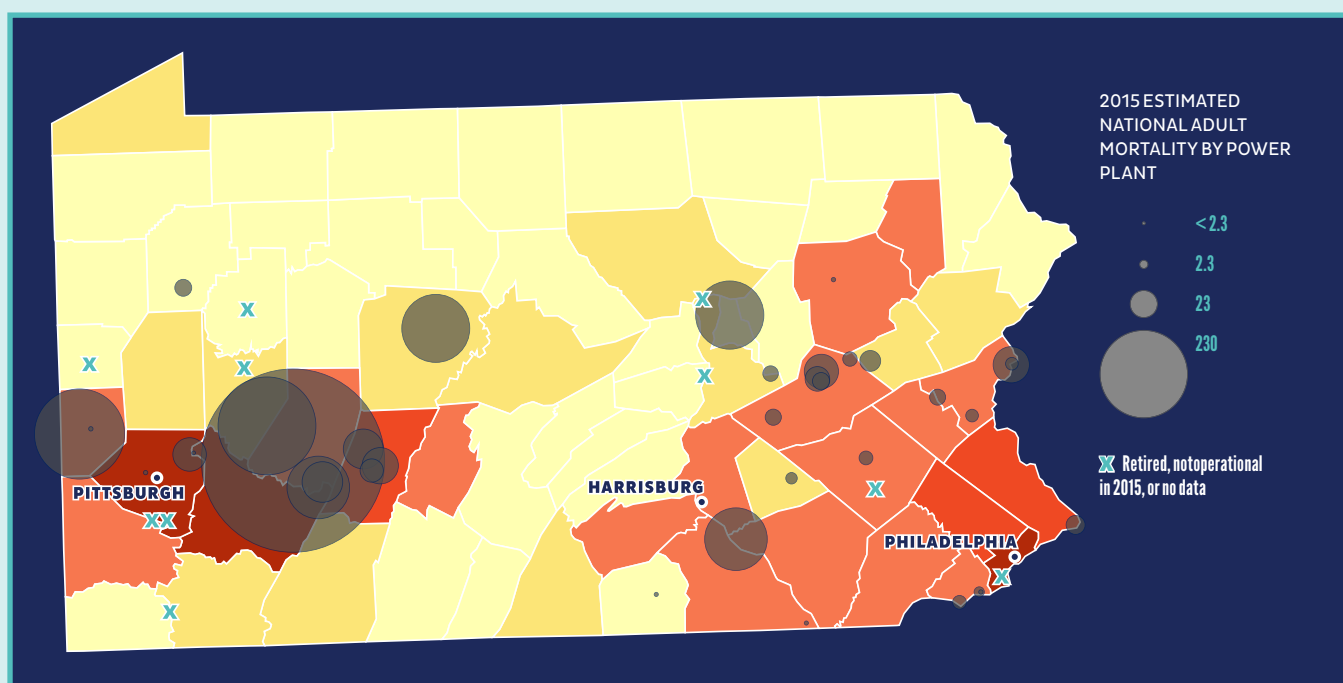 2015 ESTIMATED
NATIONAL ADULT
MORTALITY BY POWER
PLANT
< 2.3
2.3
23
230
X Retired, notoperational
in 2015, or no data
X
X
X
X
X
PITTSBURGH
XX
HARRISBURG
X
PHILADELPHIA
X
X